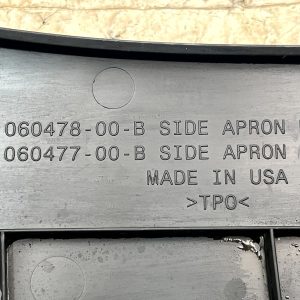 060478-00-B SIDE APRON
060477-00-B SIDE APRON
MADE IN USA
>TPO<